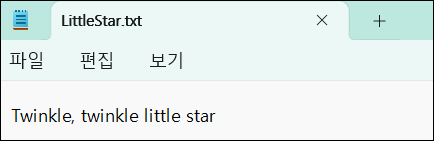 LittleStar.txt
파일 편집 보기
Twinkle, twinkle little star